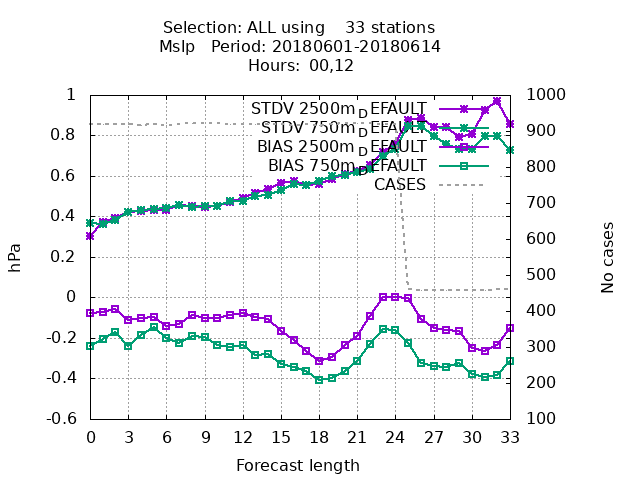 Selection: ALL using 33 stations
Mslp Period: 20180601-20180614
Hours: 00,12
STDV 2500m_DEFAULT
STDV 750m_DEFAULT
BIAS 2500m_DEFAULT
BIAS 750m_DEFAULT
CASES
1
0.8
0.6
0.4
0.2
0
-0.2
-0.4
-0.6
hPa
1000
900
800
700
600
500
400
300
200
100
No cases
0 3 6 9 12 15 18 21 24 27 30 33
Forecast length